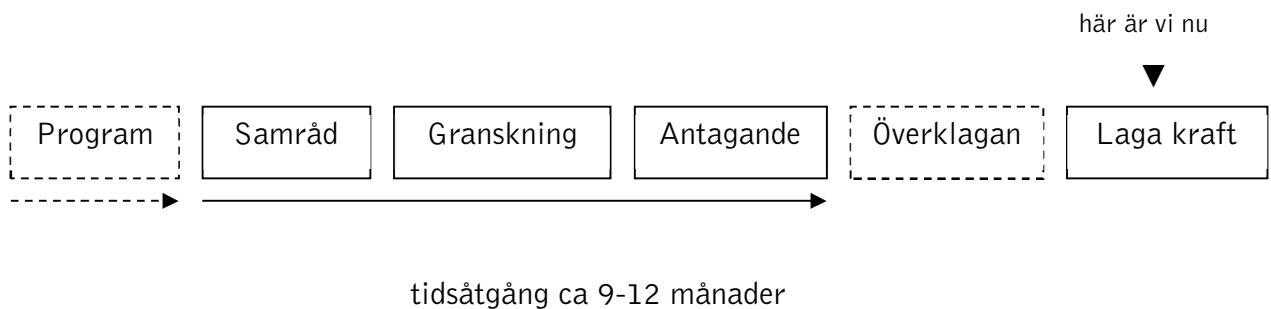 här är vi nu
Program Samråd Granskning Antagande Överklagan Laga kraft
tidsåtgång ca 9-12 månader